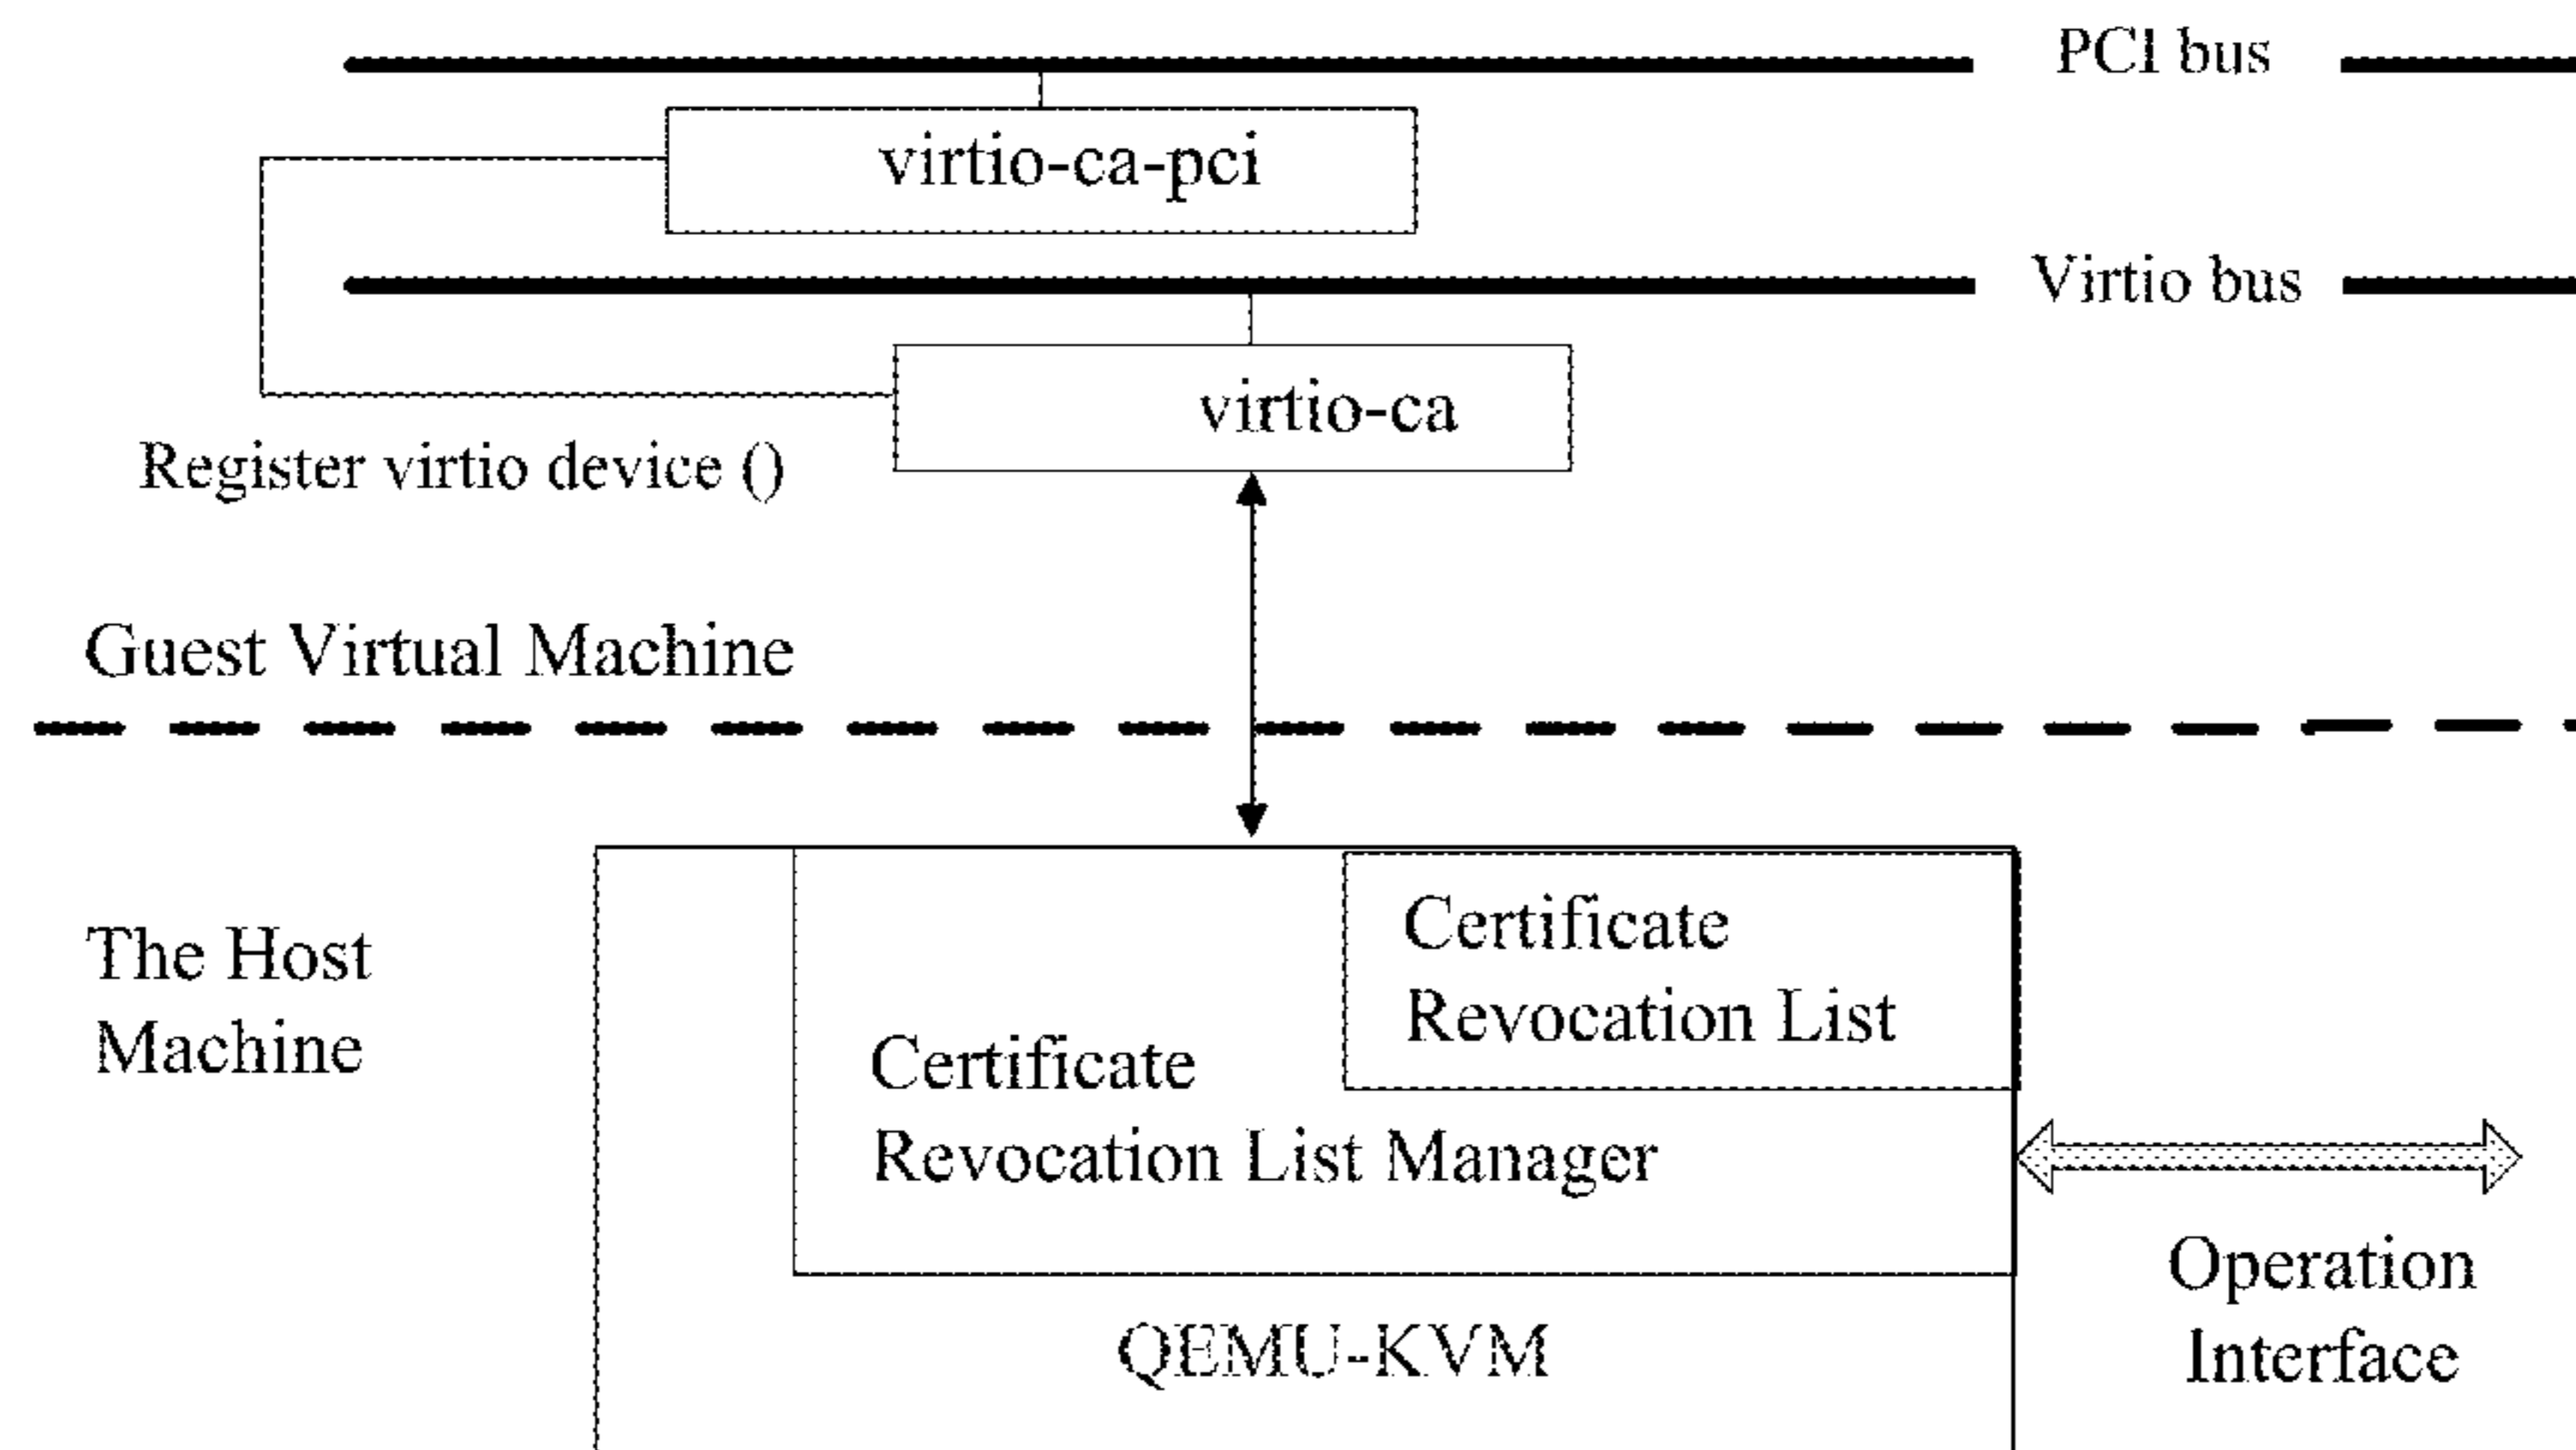 PCI bus
virtio-ca-pci
Virtio bus
virtio-ca
Register virtio device ()
Guest Virtual Machine
The Host
Machine
Certificate
Revocation List
Certificate
Revocation List Manager
QEMU-KVM
Operation
Interface